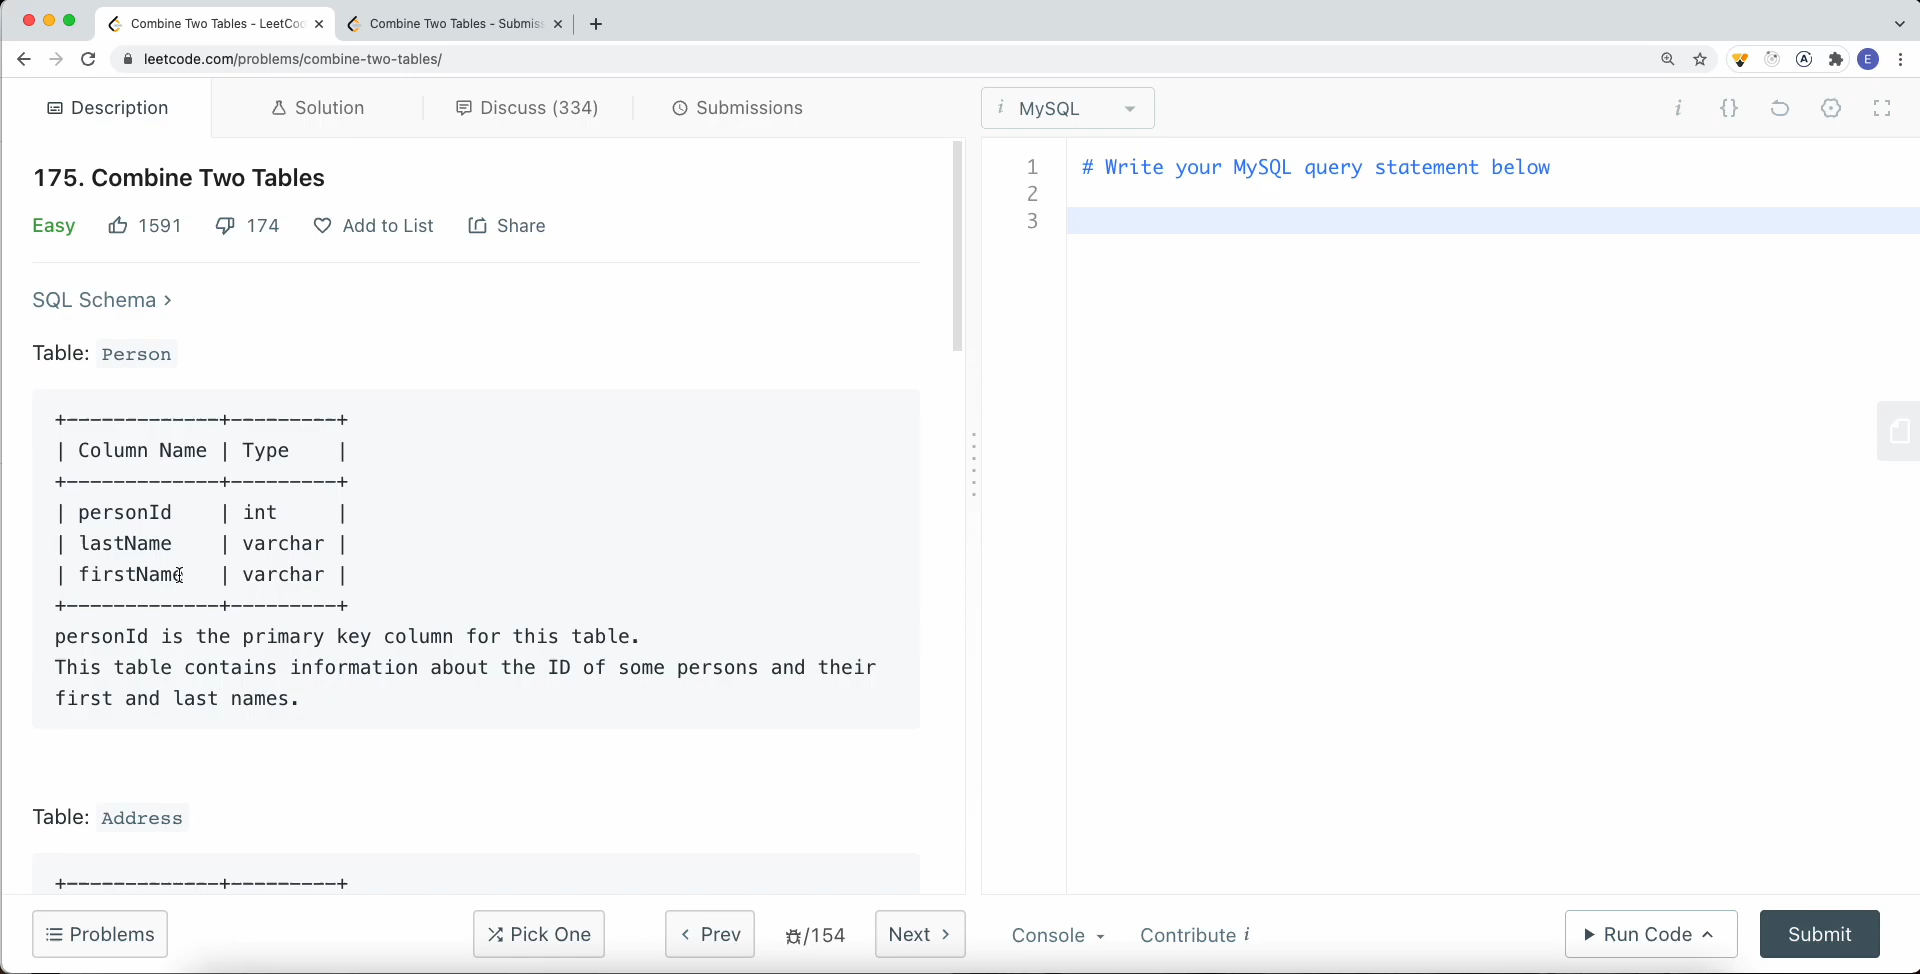 Combine Two Tables - LeetCo
Combine Two Tables - Submis
leetcode.com/problems/combine-two-tables/
E
Description
Solution
Discuss (334)
Submissions
i MySQL
i {}
175. Combine Two Tables
Easy 1591 174 Add to List Share
SQL Schema >
Table: Person
+-------------+---------+
| Column Name | Type    |
+-------------+---------+
| personId    | int     |
| lastName    | varchar |
| firstName   | varchar |
+-------------+---------+
personId is the primary key column for this table.
This table contains information about the ID of some persons and their
first and last names.
Table: Address
+-------------+---------+
1 # Write your MySQL query statement below
2
3
Problems
Pick One
< Prev
/154
Next >
Console
Contribute i
Run Code
Submit